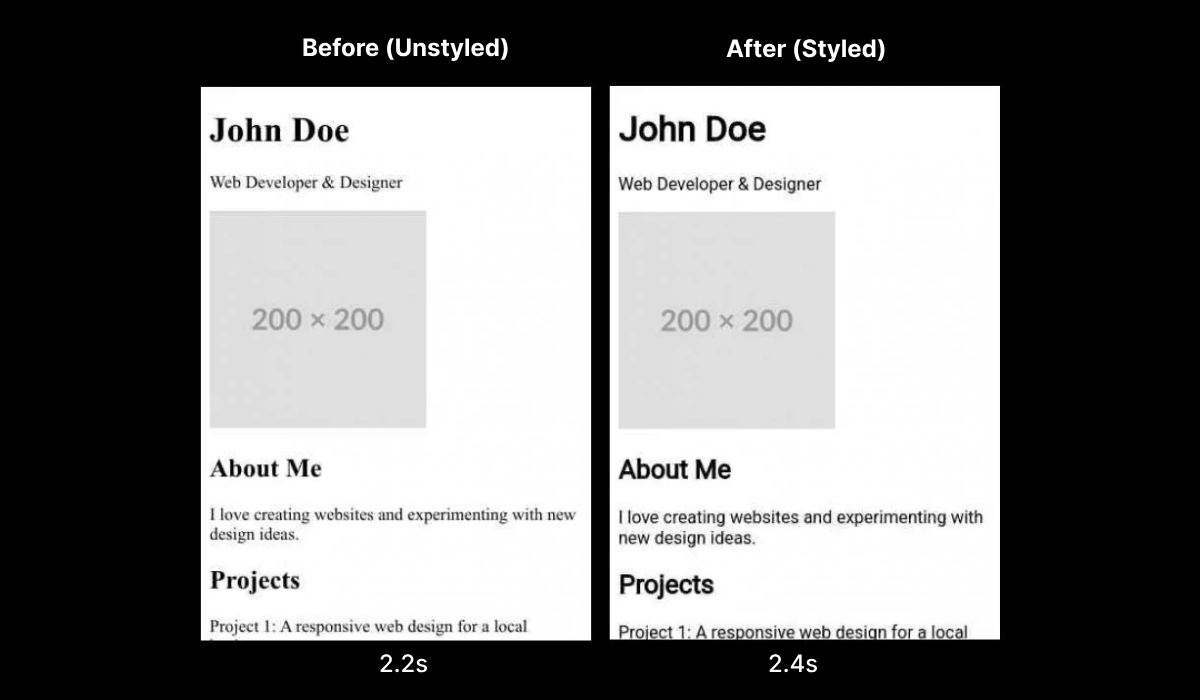 Before (Unstyled)
After (Styled)
John Doe
Web Developer & Designer
200 × 200
About Me
I love creating websites and experimenting with new
design ideas.
Projects
Project 1: A responsive web design for a local
2.2s
John Doe
Web Developer & Designer
200 × 200
About Me
I love creating websites and experimenting with
new design ideas.
Projects
Project 1: A responsive web design for a local
2.4s